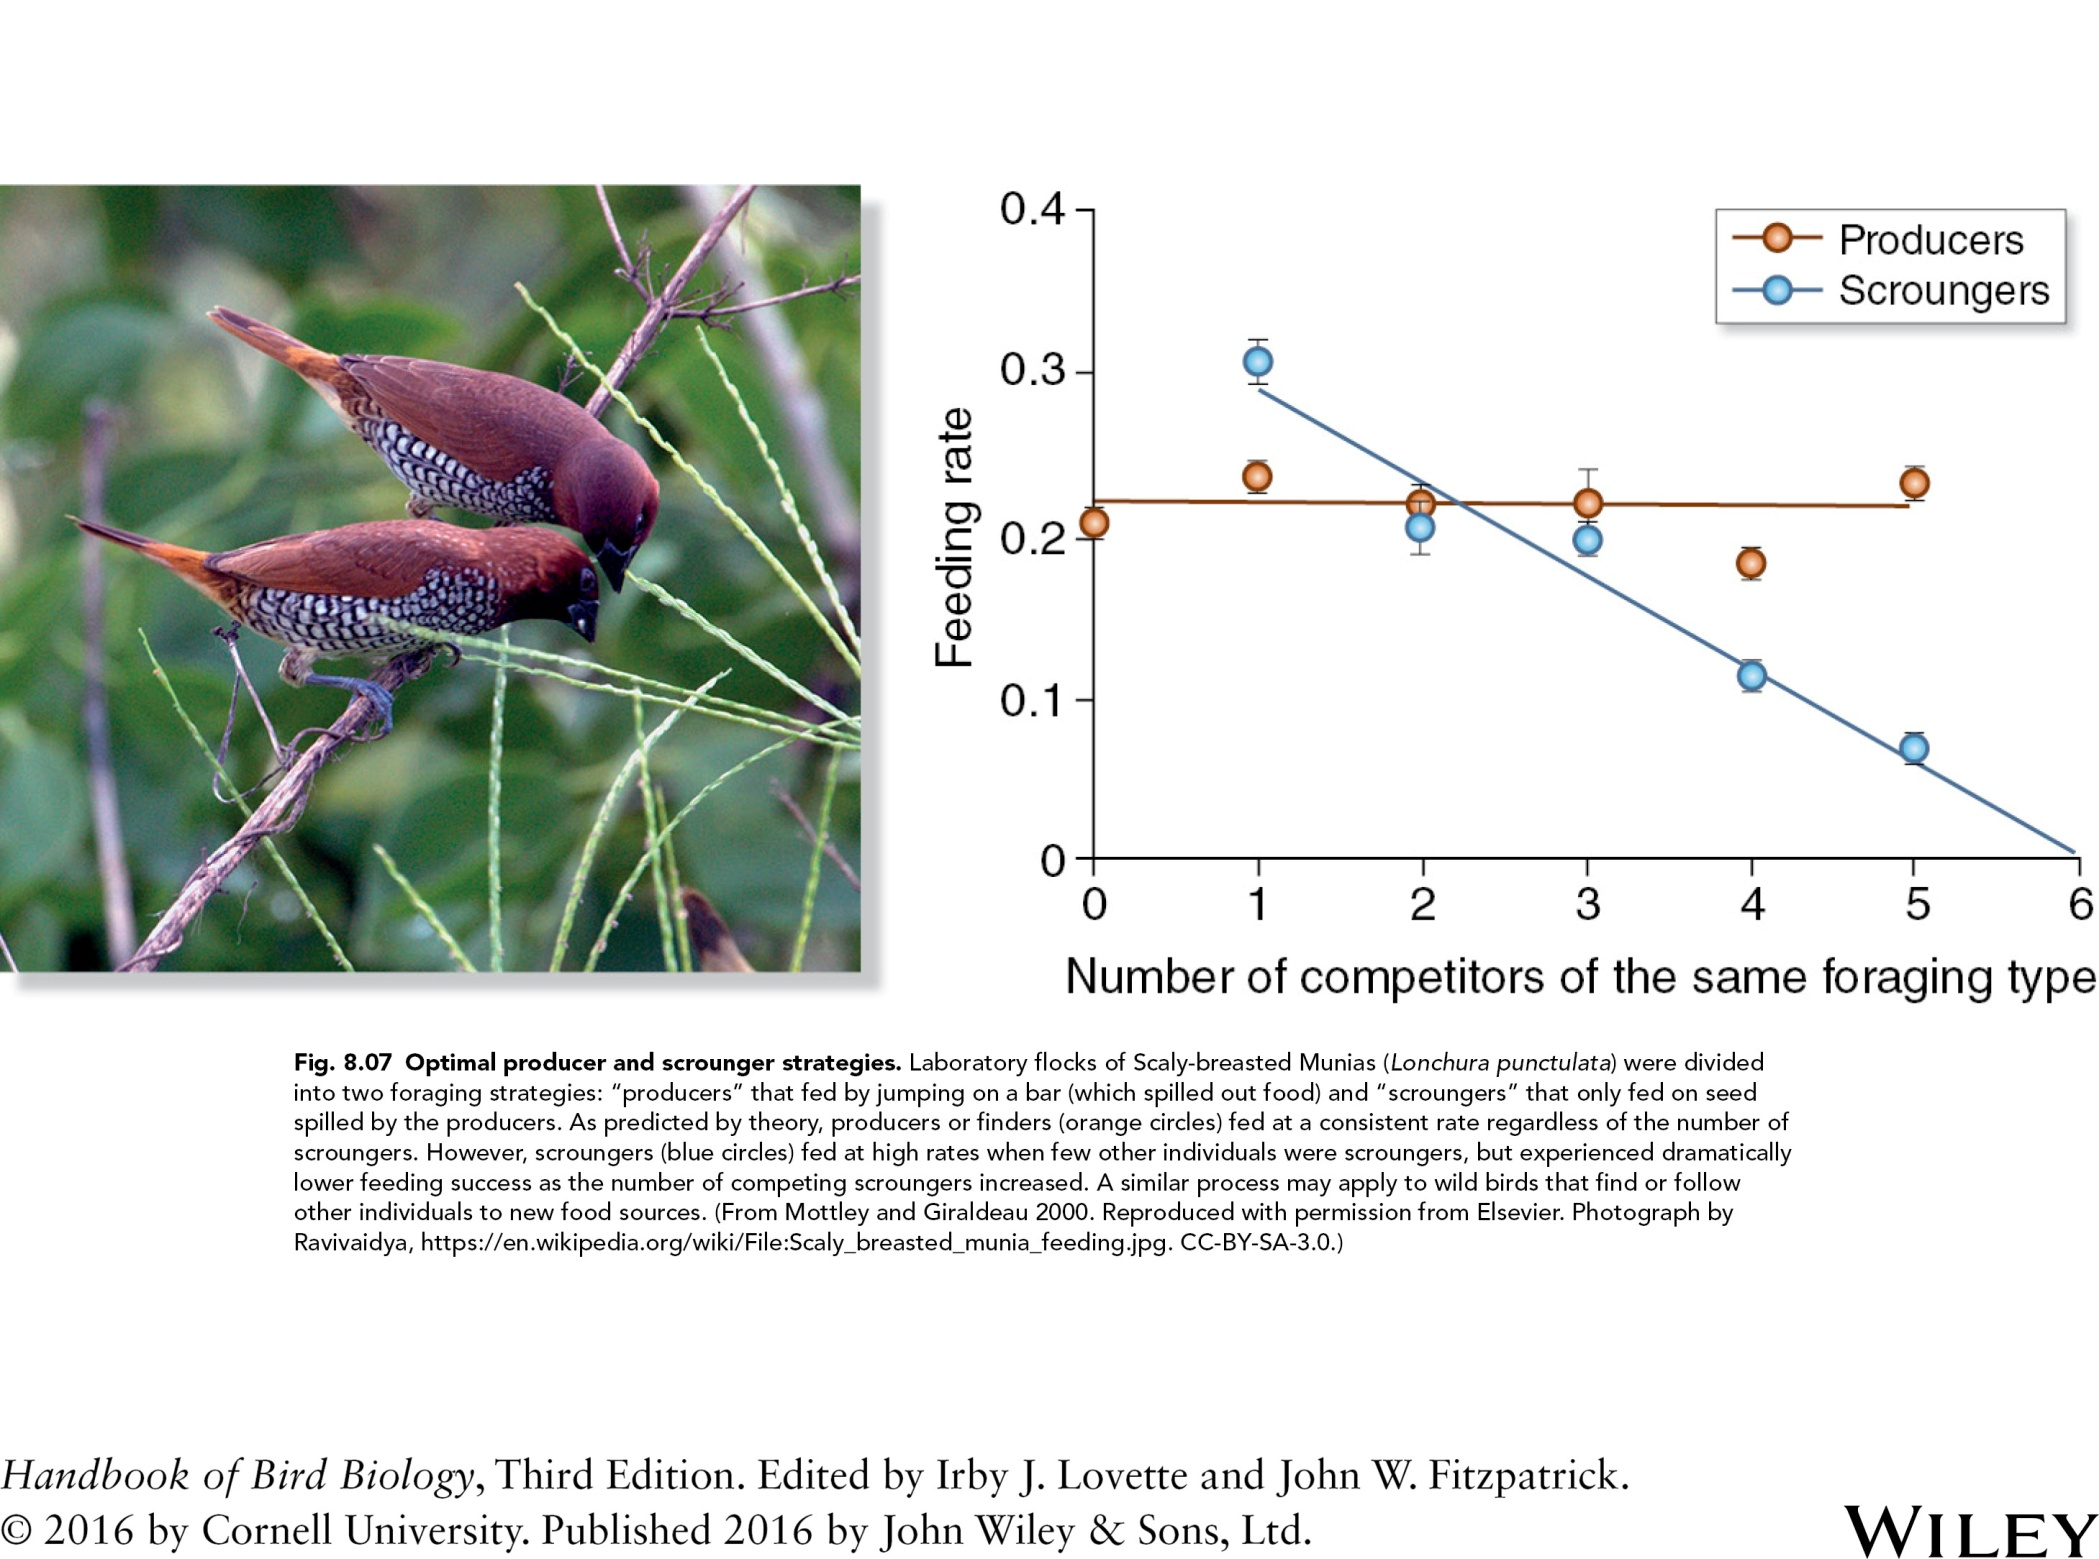 0.4
0.3
0.2
0.1
0
Feeding rate
Producers
Scroungers
0 1 2 3 4 5 6
Number of competitors of the same foraging type
Fig. 8.07 Optimal producer and scrounger strategies. Laboratory flocks of Scaly-breasted Munias (Lonchura punctulata) were divided
into two foraging strategies: “producers” that fed by jumping on a bar (which spilled out food) and “scroungers” that only fed on seed
spilled by the producers. As predicted by theory, producers or finders (orange circles) fed at a consistent rate regardless of the number of
scroungers. However, scroungers (blue circles) fed at high rates when few other individuals were scroungers, but experienced dramatically
lower feeding success as the number of competing scroungers increased. A similar process may apply to wild birds that find or follow
other individuals to new food sources. (From Mottley and Giraldeau 2000. Reproduced with permission from Elsevier. Photograph by
Ravivaidya, https://en.wikipedia.org/wiki/File:Scaly_breasted_munia_feeding.jpg. CC-BY-SA-3.0.)
Handbook of Bird Biology, Third Edition. Edited by Irby J. Lovette and John W. Fitzpatrick.
© 2016 by Cornell University. Published 2016 by John Wiley & Sons, Ltd.
WILEY